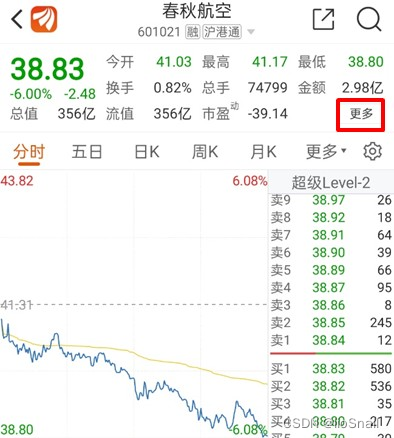 春秋航空
601021 融 沪港通
38.83 今开 41.03 最高 41.17 最低 38.80
-6.00% -2.48 换手 0.82% 总手 74799 金额 2.98亿
总值 356亿 流值 356亿 市盈动 -39.14 更多
分时 五日 日K 周K 月K 更多
43.82 6.08% 超级Level-2
卖9 38.97 26
卖8 38.92 18
卖7 38.91 64
卖6 38.90 39
卖5 38.89 66
卖4 38.87 95
41.31 卖3 38.86 8
卖2 38.85 245
卖1 38.84 12
买1 38.83 580
买2 38.82 536
买3 38.81 35
38.80 6.08% 买4 38.80 217